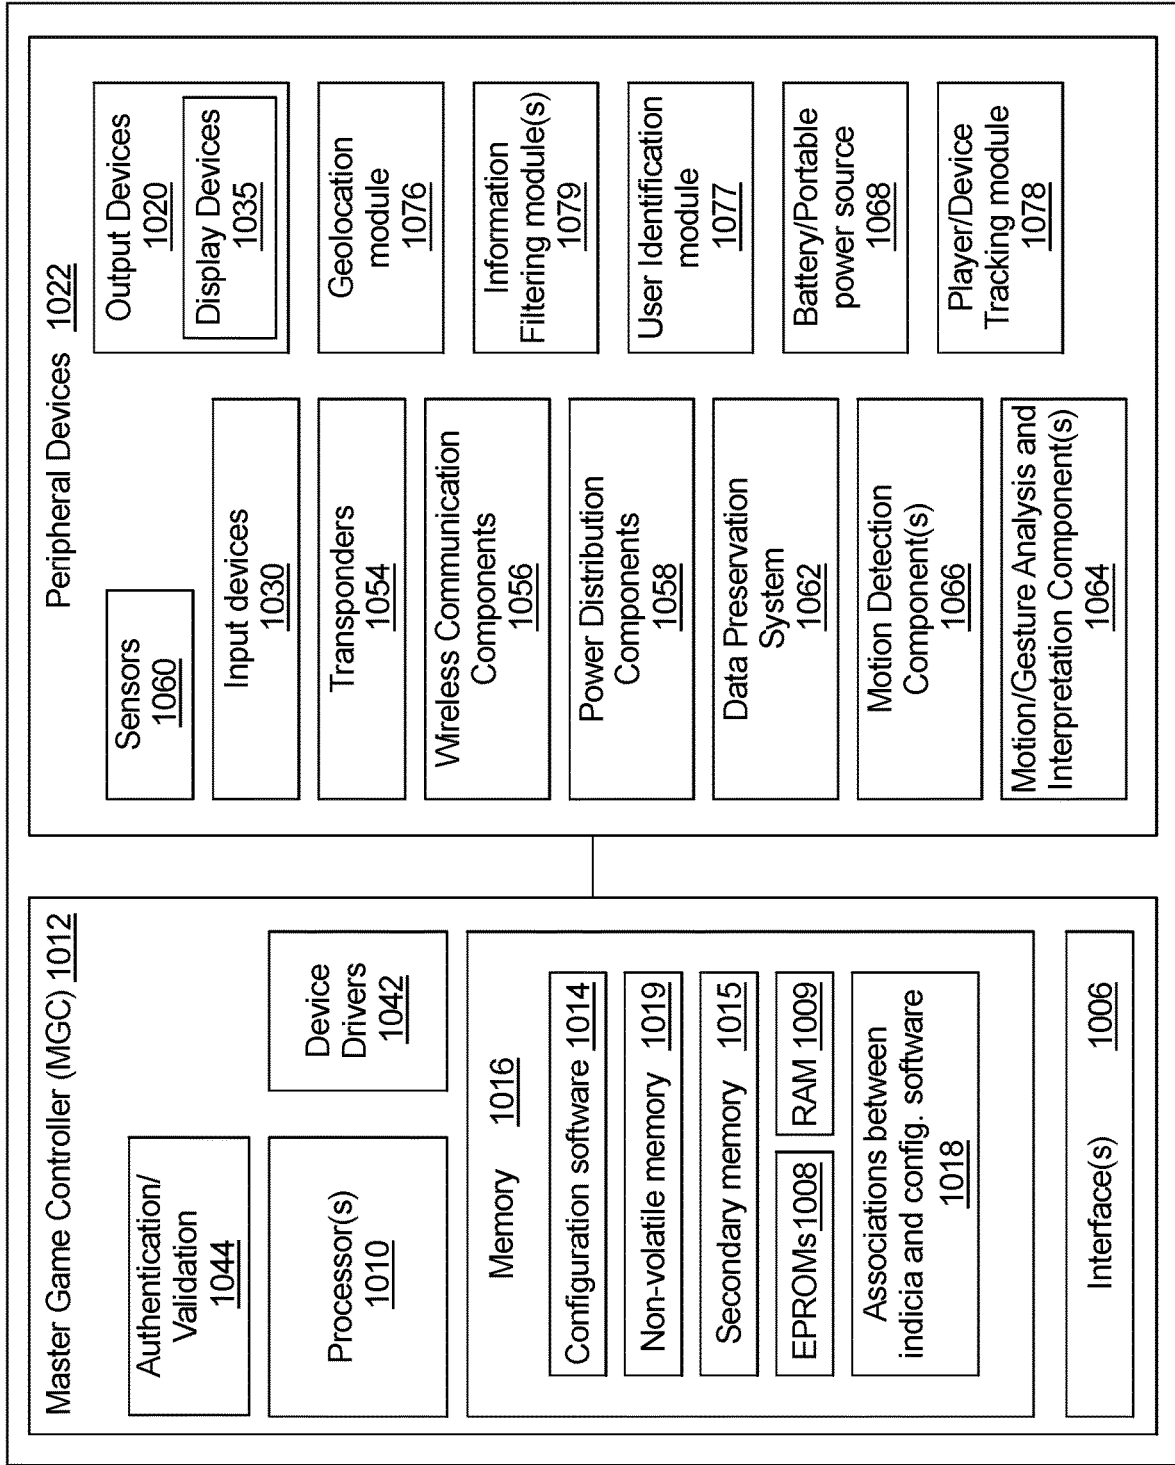 Master Game Controller (MGC) 1012
Authentication/
Validation
1044
Processor(s)
1010
Device
Drivers
1042
Memory 1016
Configuration software 1014
Non-volatile memory 1019
Secondary memory 1015
EPROMs1008
RAM 1009
Associations between
indicia and config. software
1018
Interface(s) 1006
Peripheral Devices 1022
Sensors
1060
Input devices
1030
Transponders
1054
Wireless Communication
Components
1056
Power Distribution
Components
1058
Data Preservation
System
1062
Motion Detection
Component(s)
1066
Motion/Gesture Analysis and
Interpretation Component(s)
1064
Output Devices
1020
Display Devices
1035
Geolocation
module
1076
Information
Filtering module(s)
1079
User Identification
module
1077
Battery/Portable
power source
1068
Player/Device
Tracking module
1078